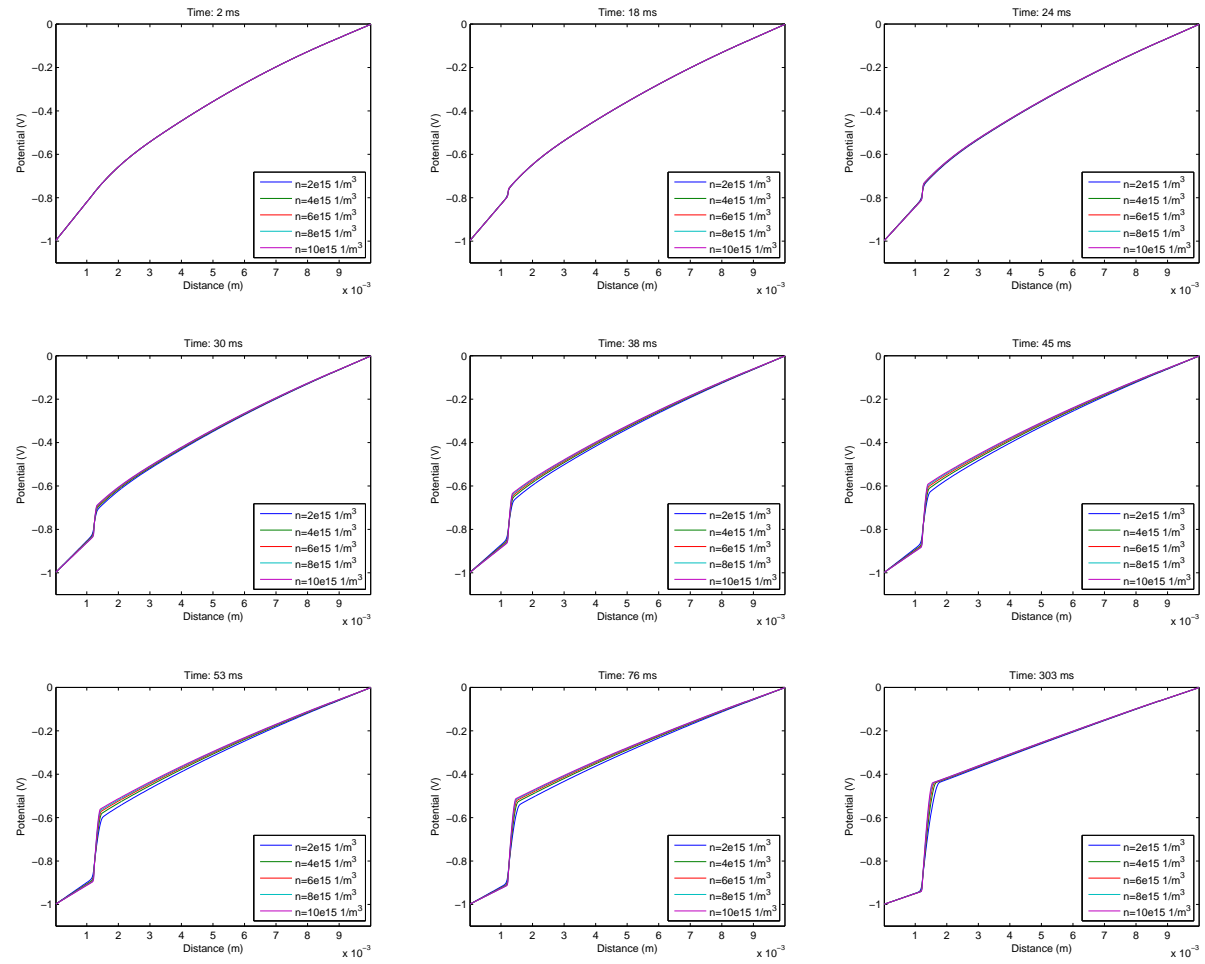 Time: 2 ms
0
−0.2
−0.4
−0.6
−0.8
−1
Potential (V)
n=2e15 1/m³
n=4e15 1/m³
n=6e15 1/m³
n=8e15 1/m³
n=10e15 1/m³
1 2 3 4 5 6 7 8 9
Distance (m)
x 10⁻³
Time: 18 ms
0
−0.2
−0.4
−0.6
−0.8
−1
Potential (V)
n=2e15 1/m³
n=4e15 1/m³
n=6e15 1/m³
n=8e15 1/m³
n=10e15 1/m³
1 2 3 4 5 6 7 8 9
Distance (m)
x 10⁻³
Time: 24 ms
0
−0.2
−0.4
−0.6
−0.8
−1
Potential (V)
n=2e15 1/m³
n=4e15 1/m³
n=6e15 1/m³
n=8e15 1/m³
n=10e15 1/m³
1 2 3 4 5 6 7 8 9
Distance (m)
x 10⁻³
Time: 30 ms
0
−0.2
−0.4
−0.6
−0.8
−1
Potential (V)
n=2e15 1/m³
n=4e15 1/m³
n=6e15 1/m³
n=8e15 1/m³
n=10e15 1/m³
1 2 3 4 5 6 7 8 9
Distance (m)
x 10⁻³
Time: 38 ms
0
−0.2
−0.4
−0.6
−0.8
−1
Potential (V)
n=2e15 1/m³
n=4e15 1/m³
n=6e15 1/m³
n=8e15 1/m³
n=10e15 1/m³
1 2 3 4 5 6 7 8 9
Distance (m)
x 10⁻³
Time: 45 ms
0
−0.2
−0.4
−0.6
−0.8
−1
Potential (V)
n=2e15 1/m³
n=4e15 1/m³
n=6e15 1/m³
n=8e15 1/m³
n=10e15 1/m³
1 2 3 4 5 6 7 8 9
Distance (m)
x 10⁻³
Time: 53 ms
0
−0.2
−0.4
−0.6
−0.8
−1
Potential (V)
n=2e15 1/m³
n=4e15 1/m³
n=6e15 1/m³
n=8e15 1/m³
n=10e15 1/m³
1 2 3 4 5 6 7 8 9
Distance (m)
x 10⁻³
Time: 76 ms
0
−0.2
−0.4
−0.6
−0.8
−1
Potential (V)
n=2e15 1/m³
n=4e15 1/m³
n=6e15 1/m³
n=8e15 1/m³
n=10e15 1/m³
1 2 3 4 5 6 7 8 9
Distance (m)
x 10⁻³
Time: 303 ms
0
−0.2
−0.4
−0.6
−0.8
−1
Potential (V)
n=2e15 1/m³
n=4e15 1/m³
n=6e15 1/m³
n=8e15 1/m³
n=10e15 1/m³
1 2 3 4 5 6 7 8 9
Distance (m)
x 10⁻³